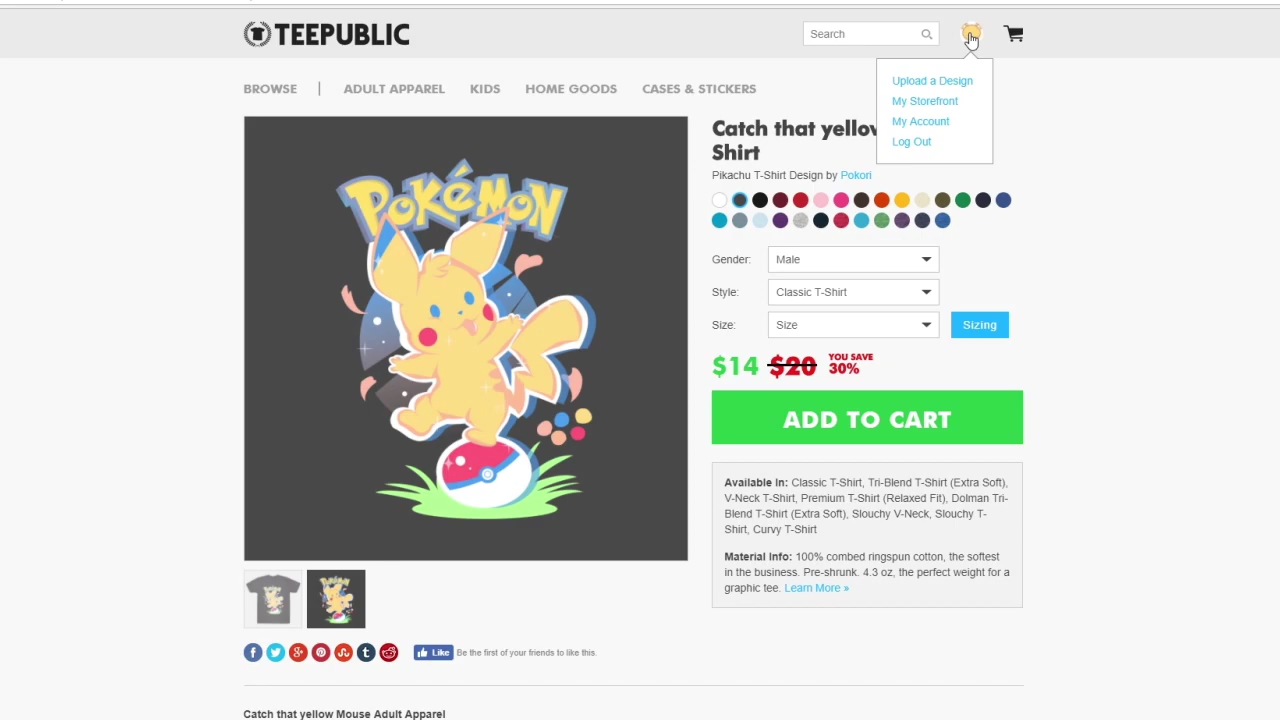 TEEPUBLIC
Search
Upload a Design
My Storefront
My Account
Log Out
BROWSE | ADULT APPAREL KIDS HOME GOODS CASES & STICKERS
POKéMON
Catch that yellow
Shirt
Pikachu T-Shirt Design by Pokori
Gender: Male
Style: Classic T-Shirt
Size: Size Sizing
$14 $20 YOU SAVE
30%
ADD TO CART
Available In: Classic T-Shirt, Tri-Blend T-Shirt (Extra Soft),
V-Neck T-Shirt, Premium T-Shirt (Relaxed Fit), Dolman Tri-
Blend T-Shirt (Extra Soft), Slouchy V-Neck, Slouchy T-
Shirt, Curvy T-Shirt
Material Info: 100% combed ringspun cotton, the softest
in the business. Pre-shrunk. 4.3 oz, the perfect weight for a
graphic tee. Learn More »
Like Be the first of your friends to like this.
Catch that yellow Mouse Adult Apparel